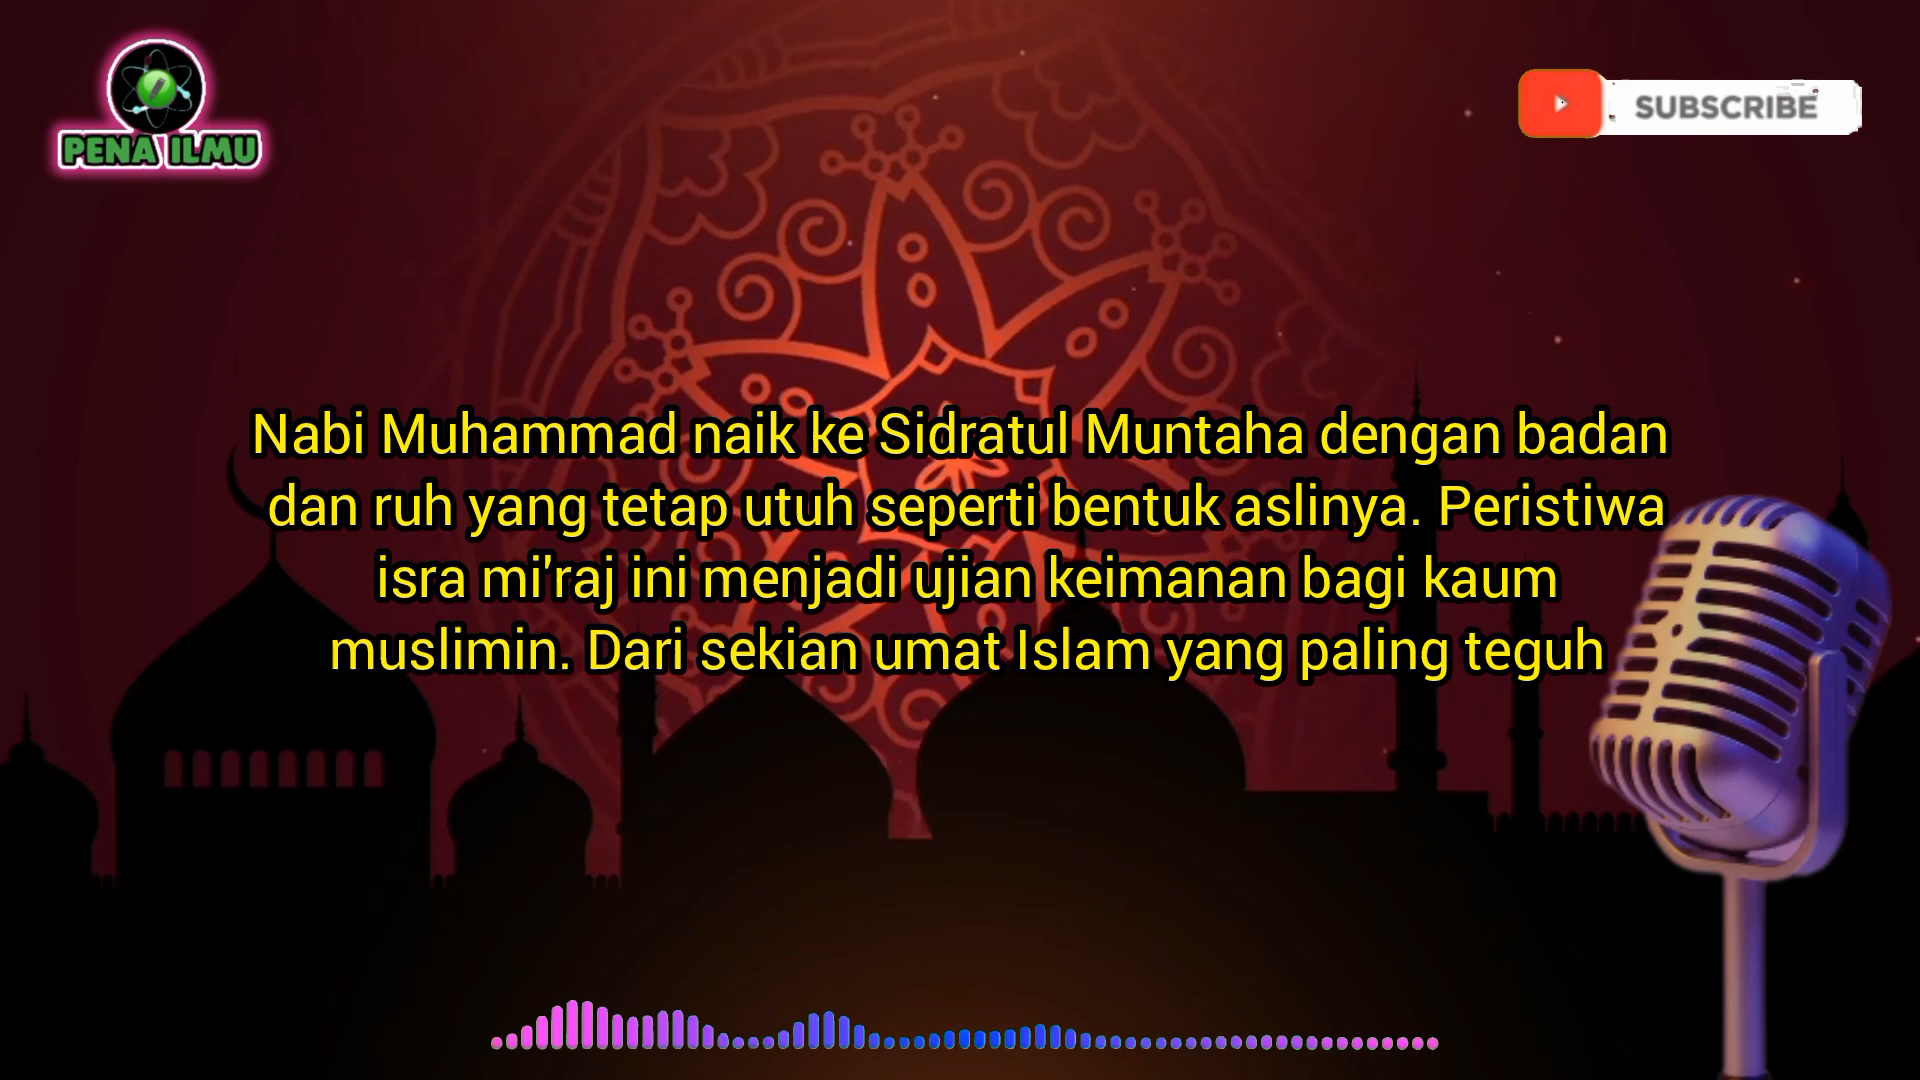 PENA ILMU
SUBSCRIBE
Nabi Muhammad naik ke Sidratul Muntaha dengan badan
dan ruh yang tetap utuh seperti bentuk aslinya. Peristiwa
isra mi'raj ini menjadi ujian keimanan bagi kaum
muslimin. Dari sekian umat Islam yang paling teguh